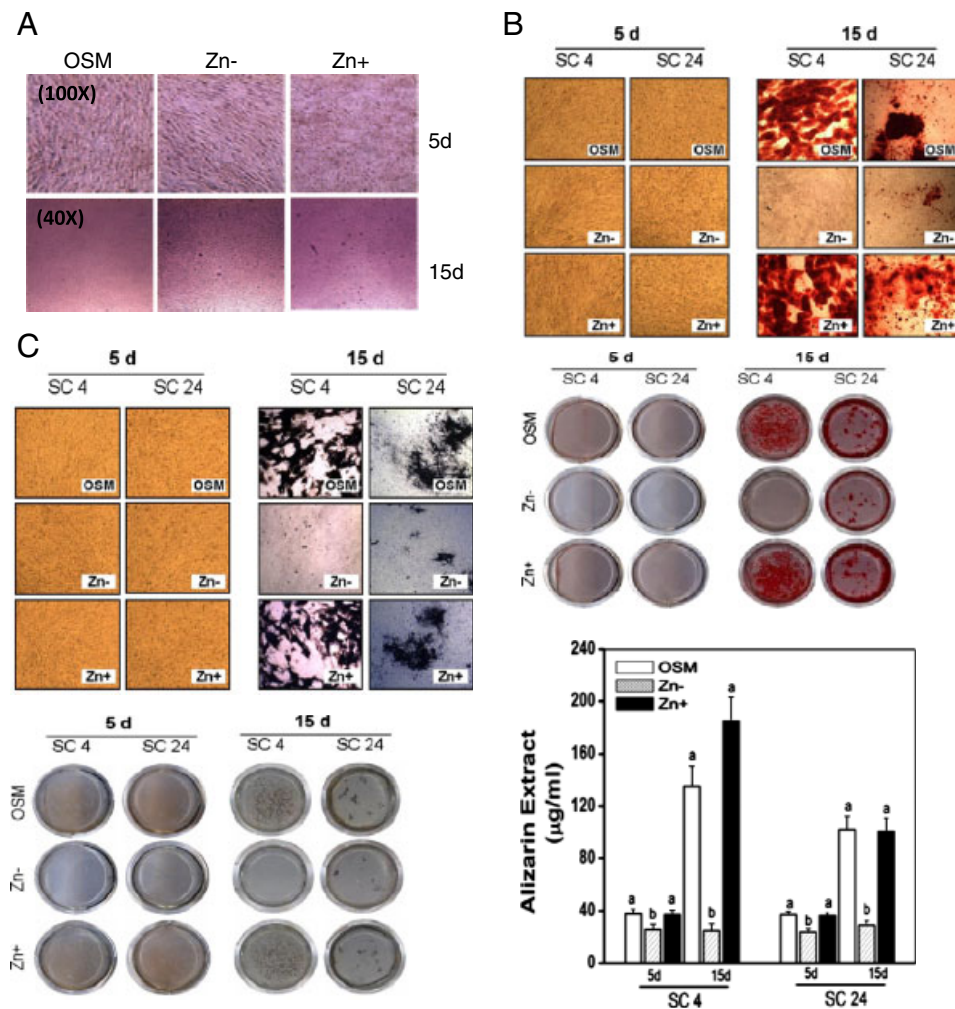 A
OSM Zn- Zn+
(100X)
5d
(40X)
15d
B
5 d 15 d
SC 4 SC 24 SC 4 SC 24
OSM OSM OSM OSM
Zn- Zn- Zn- Zn-
Zn+ Zn+ Zn+ Zn+
5 d 15 d
SC 4 SC 24 SC 4 SC 24
OSM
Zn-
Zn+
C
5 d 15 d
SC 4 SC 24 SC 4 SC 24
OSM OSM OSM OSM
Zn- Zn- Zn- Zn-
Zn+ Zn+ Zn+ Zn+
5 d 15 d
SC 4 SC 24 SC 4 SC 24
OSM
Zn-
Zn+
Alizarin Extract
(µg/ml)
240
200
160
120
80
40
0
OSM
Zn-
Zn+
a b a a b a a b a a b a
5d 15d 5d 15d
SC 4 SC 24